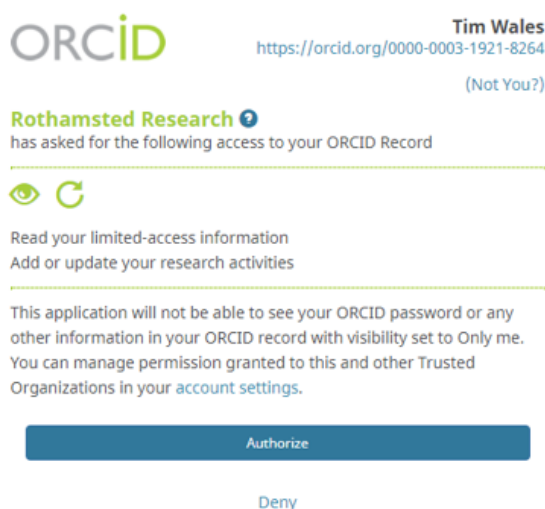 ORCiD
Tim Wales
https://orcid.org/0000-0003-1921-8264
(Not You?)
Rothamsted Research ?
has asked for the following access to your ORCID Record
Read your limited-access information
Add or update your research activities
This application will not be able to see your ORCID password or any
other information in your ORCID record with visibility set to Only me.
You can manage permission granted to this and other Trusted
Organizations in your account settings.
Authorize
Deny